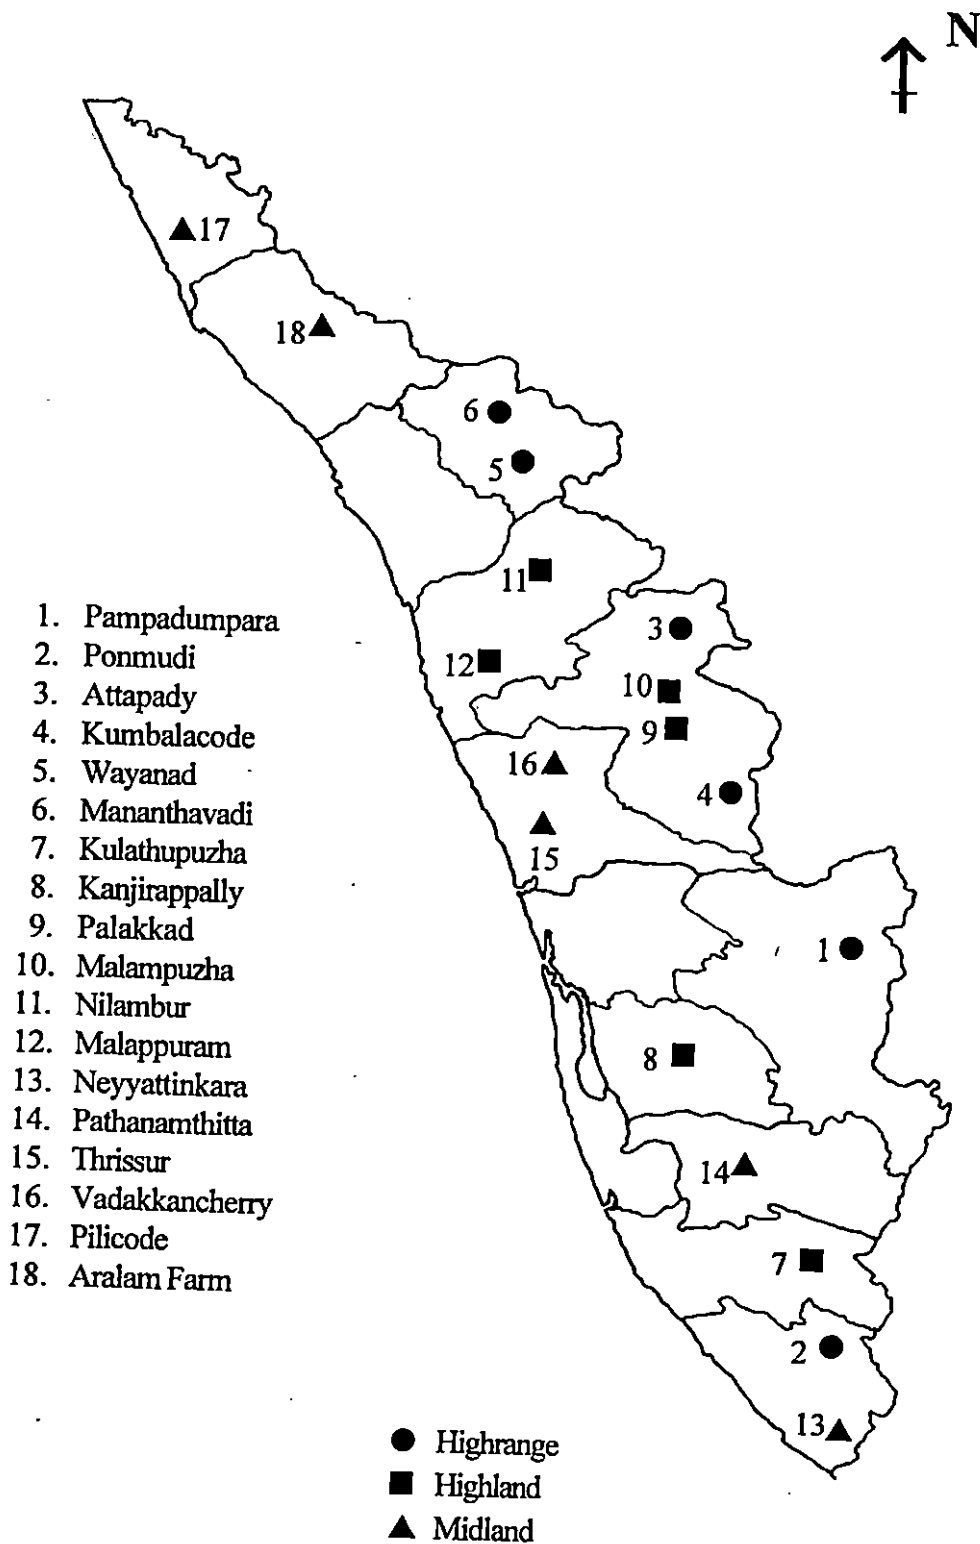 N
17
18
6
5
11
3
12
10
9
16
4
15
1
8
14
7
2
13
1. Pampadumpara
2. Ponmudi
3. Attapady
4. Kumbalacode
5. Wayanad
6. Mananthavadi
7. Kulathupuzha
8. Kanjirappally
9. Palakkad
10. Malampuzha
11. Nilambur
12. Malappuram
13. Neyyattinkara
14. Pathanamthitta
15. Thrissur
16. Vadakkancherry
17. Pilicode
18. Aralam Farm
Highrange
Highland
Midland